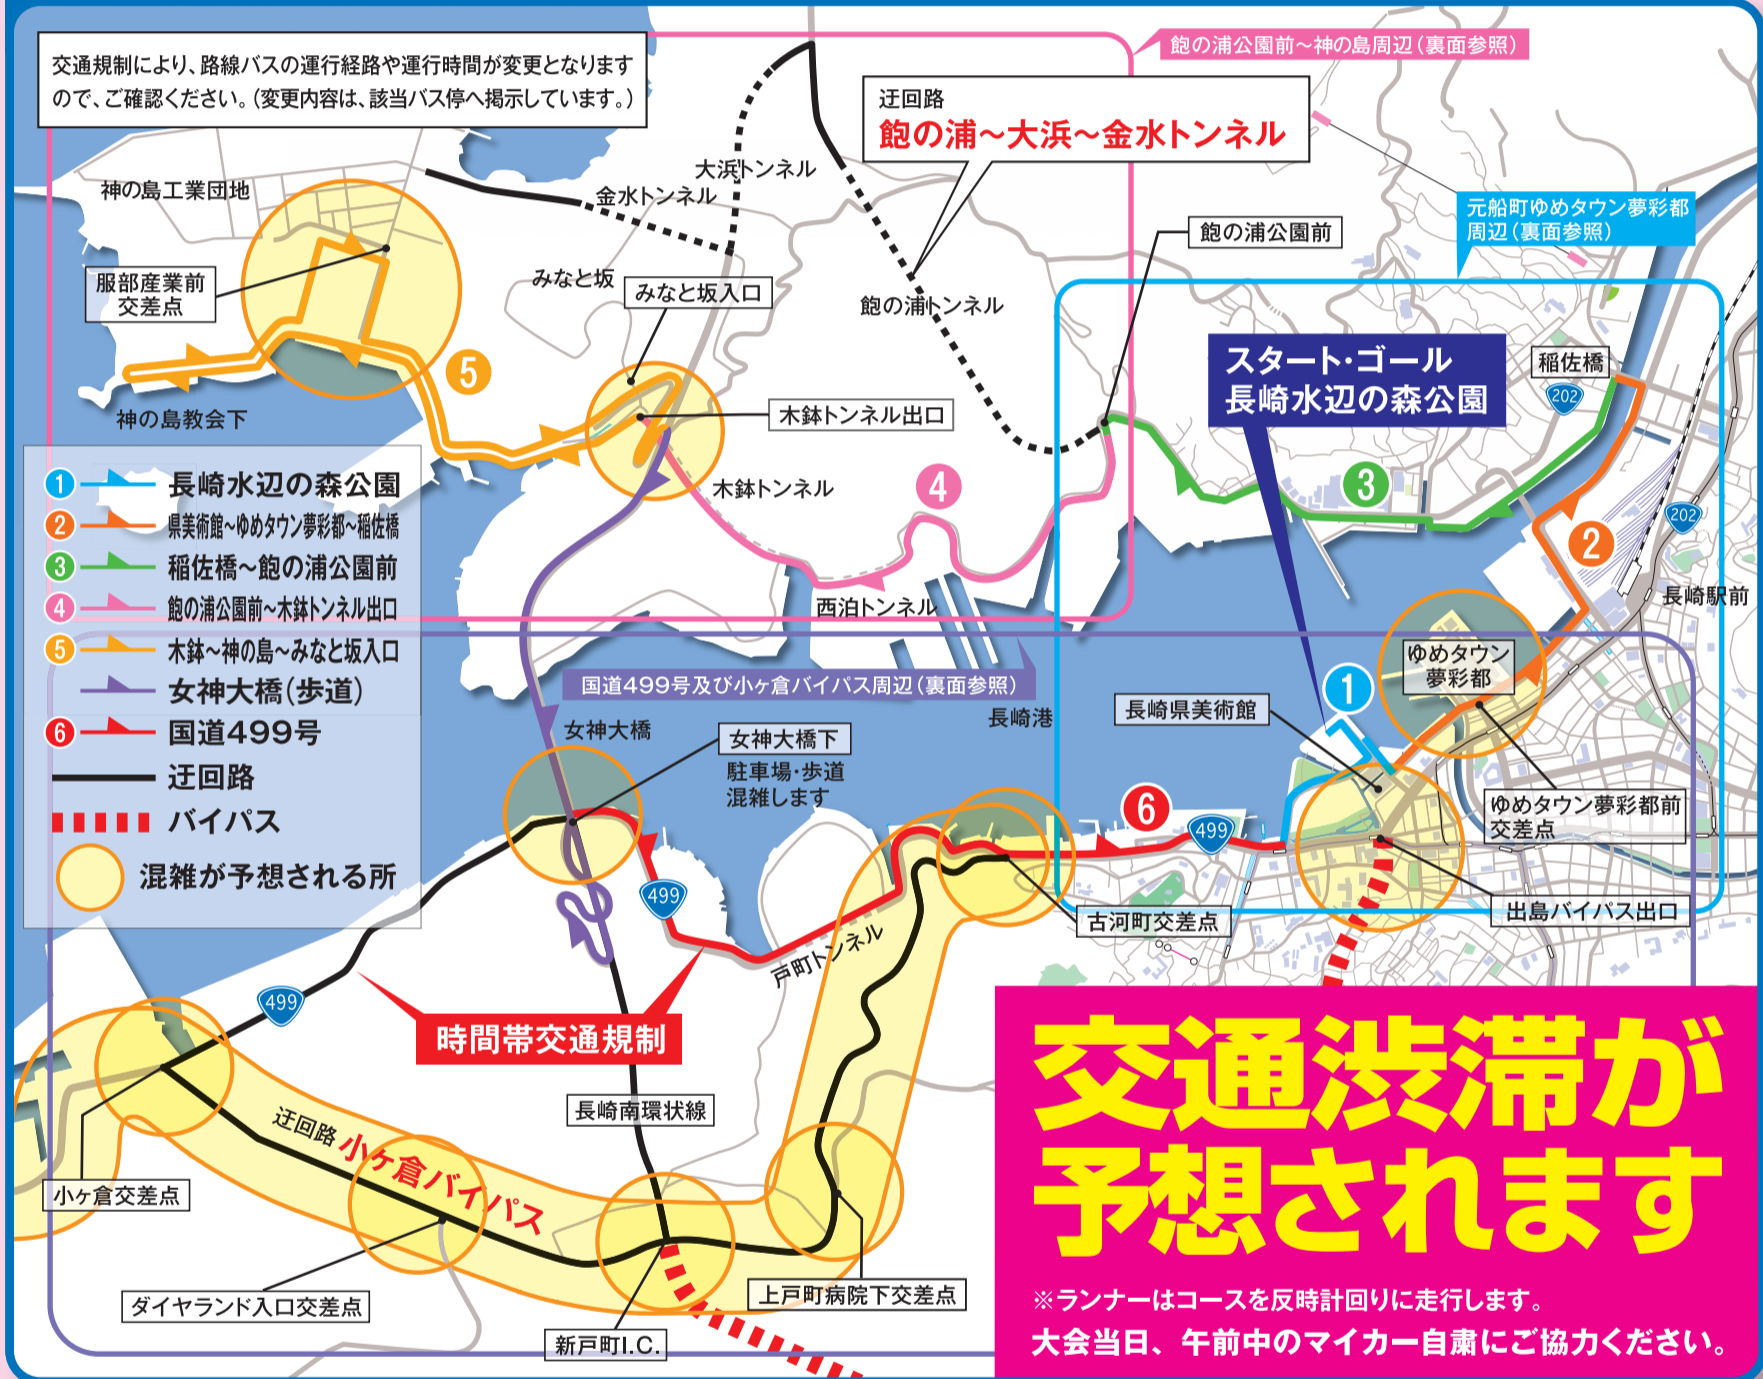 交通規制により、路線バスの運行経路や運行時間が変更となります
ので、ご確認ください。(変更内容は、該当バス停へ掲示しています。)
飽の浦公園前～神の島周辺(裏面参照)
迂回路
飽の浦～大浜～金水トンネル
元船町ゆめタウン夢彩都
周辺(裏面参照)
神の島工業団地
大浜トンネル
金水トンネル
飽の浦公園前
服部産業前
交差点
みなと坂
みなと坂入口
飽の浦トンネル
スタート・ゴール
長崎水辺の森公園
稲佐橋
202
5
神の島教会下
木鉢トンネル出口
木鉢トンネル
4
3
202
2
長崎駅前
1 長崎水辺の森公園
2 県美術館～ゆめタウン夢彩都～稲佐橋
3 稲佐橋～飽の浦公園前
4 飽の浦公園前～木鉢トンネル出口
5 木鉢～神の島～みなと坂入口
女神大橋(歩道)
6 国道499号
迂回路
バイパス
混雑が予想される所
西泊トンネル
国道499号及び小ヶ倉バイパス周辺(裏面参照)
長崎港
ゆめタウン
夢彩都
1
長崎県美術館
女神大橋
女神大橋下
駐車場・歩道
混雑します
6
499
ゆめタウン夢彩都前
交差点
499
古河町交差点
出島バイパス出口
戸町トンネル
499
時間帯交通規制
長崎南環状線
迂回路 小ヶ倉バイパス
小ヶ倉交差点
ダイヤランド入口交差点
新戸町I.C.
上戸町病院下交差点
交通渋滞が
予想されます
※ランナーはコースを反時計回りに走行します。
大会当日、午前中のマイカー自粛にご協力ください。